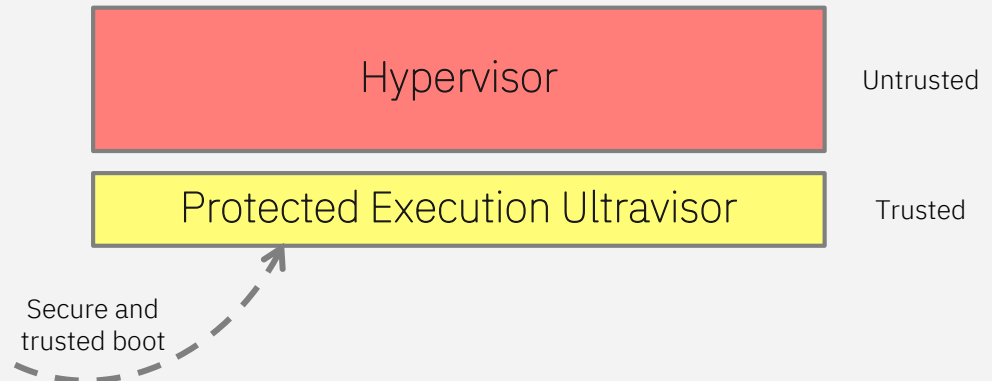 Hypervisor
Untrusted
Protected Execution Ultravisor
Trusted
Secure and
trusted boot